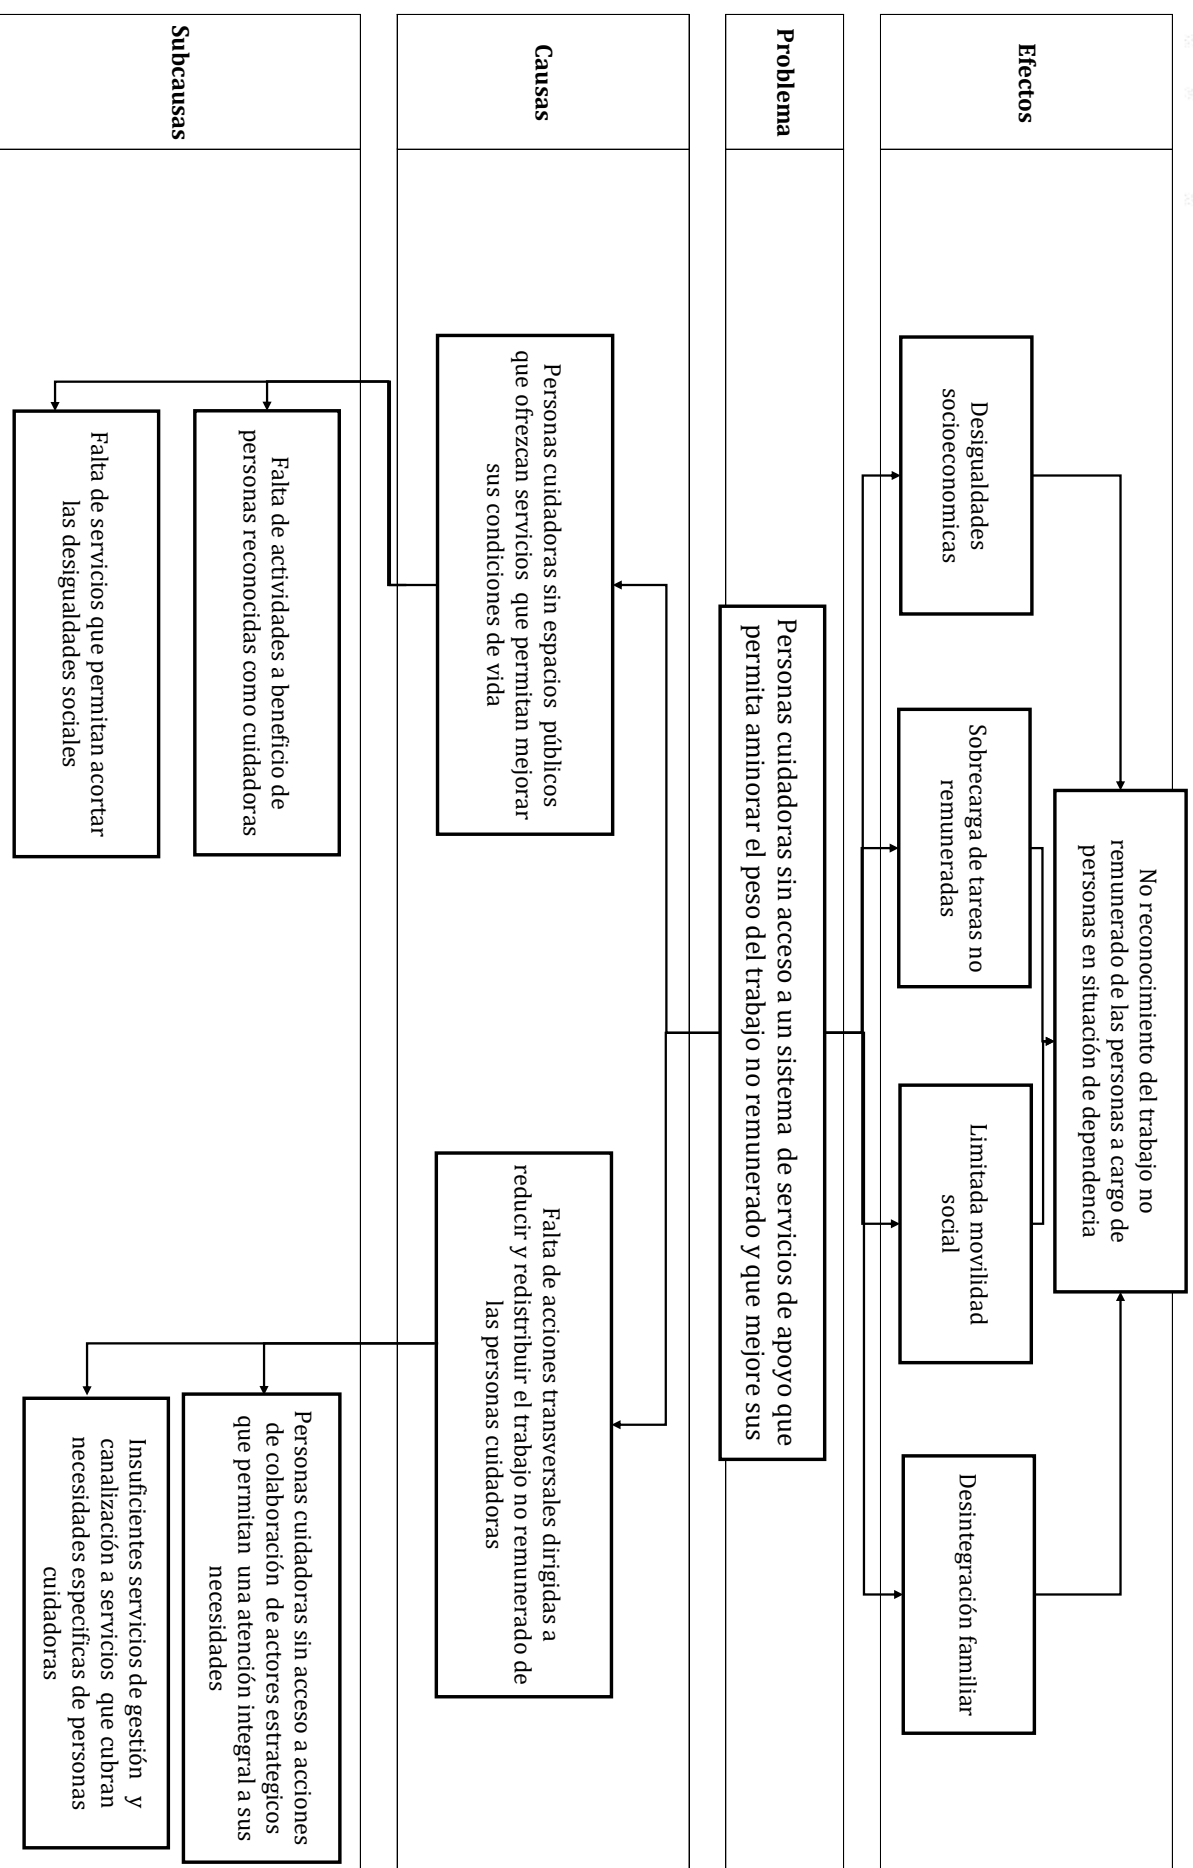 Efectos
No reconocimiento del trabajo no
remunerado de las personas a cargo de
personas en situación de dependencia
Desigualdades
socioeconomicas
Sobrecarga de tareas no
remuneradas
Limitada movilidad
social
Desintegración familiar
Problema
Personas cuidadoras sin acceso a un sistema de servicios de apoyo que
permita aminorar el peso del trabajo no remunerado y que mejore sus
Causas
Personas cuidadoras sin espacios públicos
que ofrezcan servicios que permitan mejorar
sus condiciones de vida
Falta de acciones transversales dirigidas a
reducir y redistribuir el trabajo no remunerado de
las personas cuidadoras
Subcausas
Falta de actividades a beneficio de
personas reconocidas como cuidadoras
Falta de servicios que permitan acortar
las desigualdades sociales
Personas cuidadoras sin acceso a acciones
de colaboración de actores estrategicos
que permitan una atención integral a sus
necesidades
Insuficientes servicios de gestión y
canalización a servicios que cubran
necesidades especificas de personas
cuidadoras